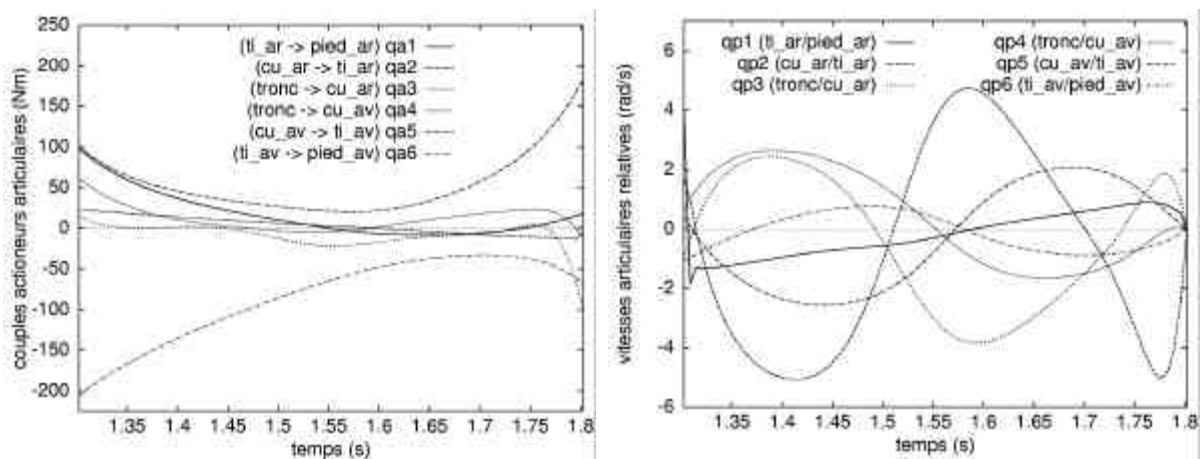 250
200
150
100
50
0
-50
-100
-150
-200
couples actioneurs articulaires (Nm)
(ti_ar -> pied_ar) qa1
(cu_ar -> ti_ar) qa2
(tronc -> cu_ar) qa3
(tronc -> cu_av) qa4
(cu_av -> ti_av) qa5
(ti_av -> pied_av) qa6
1.35 1.4 1.45 1.5 1.55 1.6 1.65 1.7 1.75 1.8
temps (s)
6
4
2
0
-2
-4
-6
vitesses articulaires relatives (rad/s)
qp1 (ti_ar/pied_ar)
qp2 (cu_ar/ti_ar)
qp3 (tronc/cu_ar)
qp4 (tronc/cu_av)
qp5 (cu_av/ti_av)
qp6 (ti_av/pied_av)
1.35 1.4 1.45 1.5 1.55 1.6 1.65 1.7 1.75 1.8
temps (s)